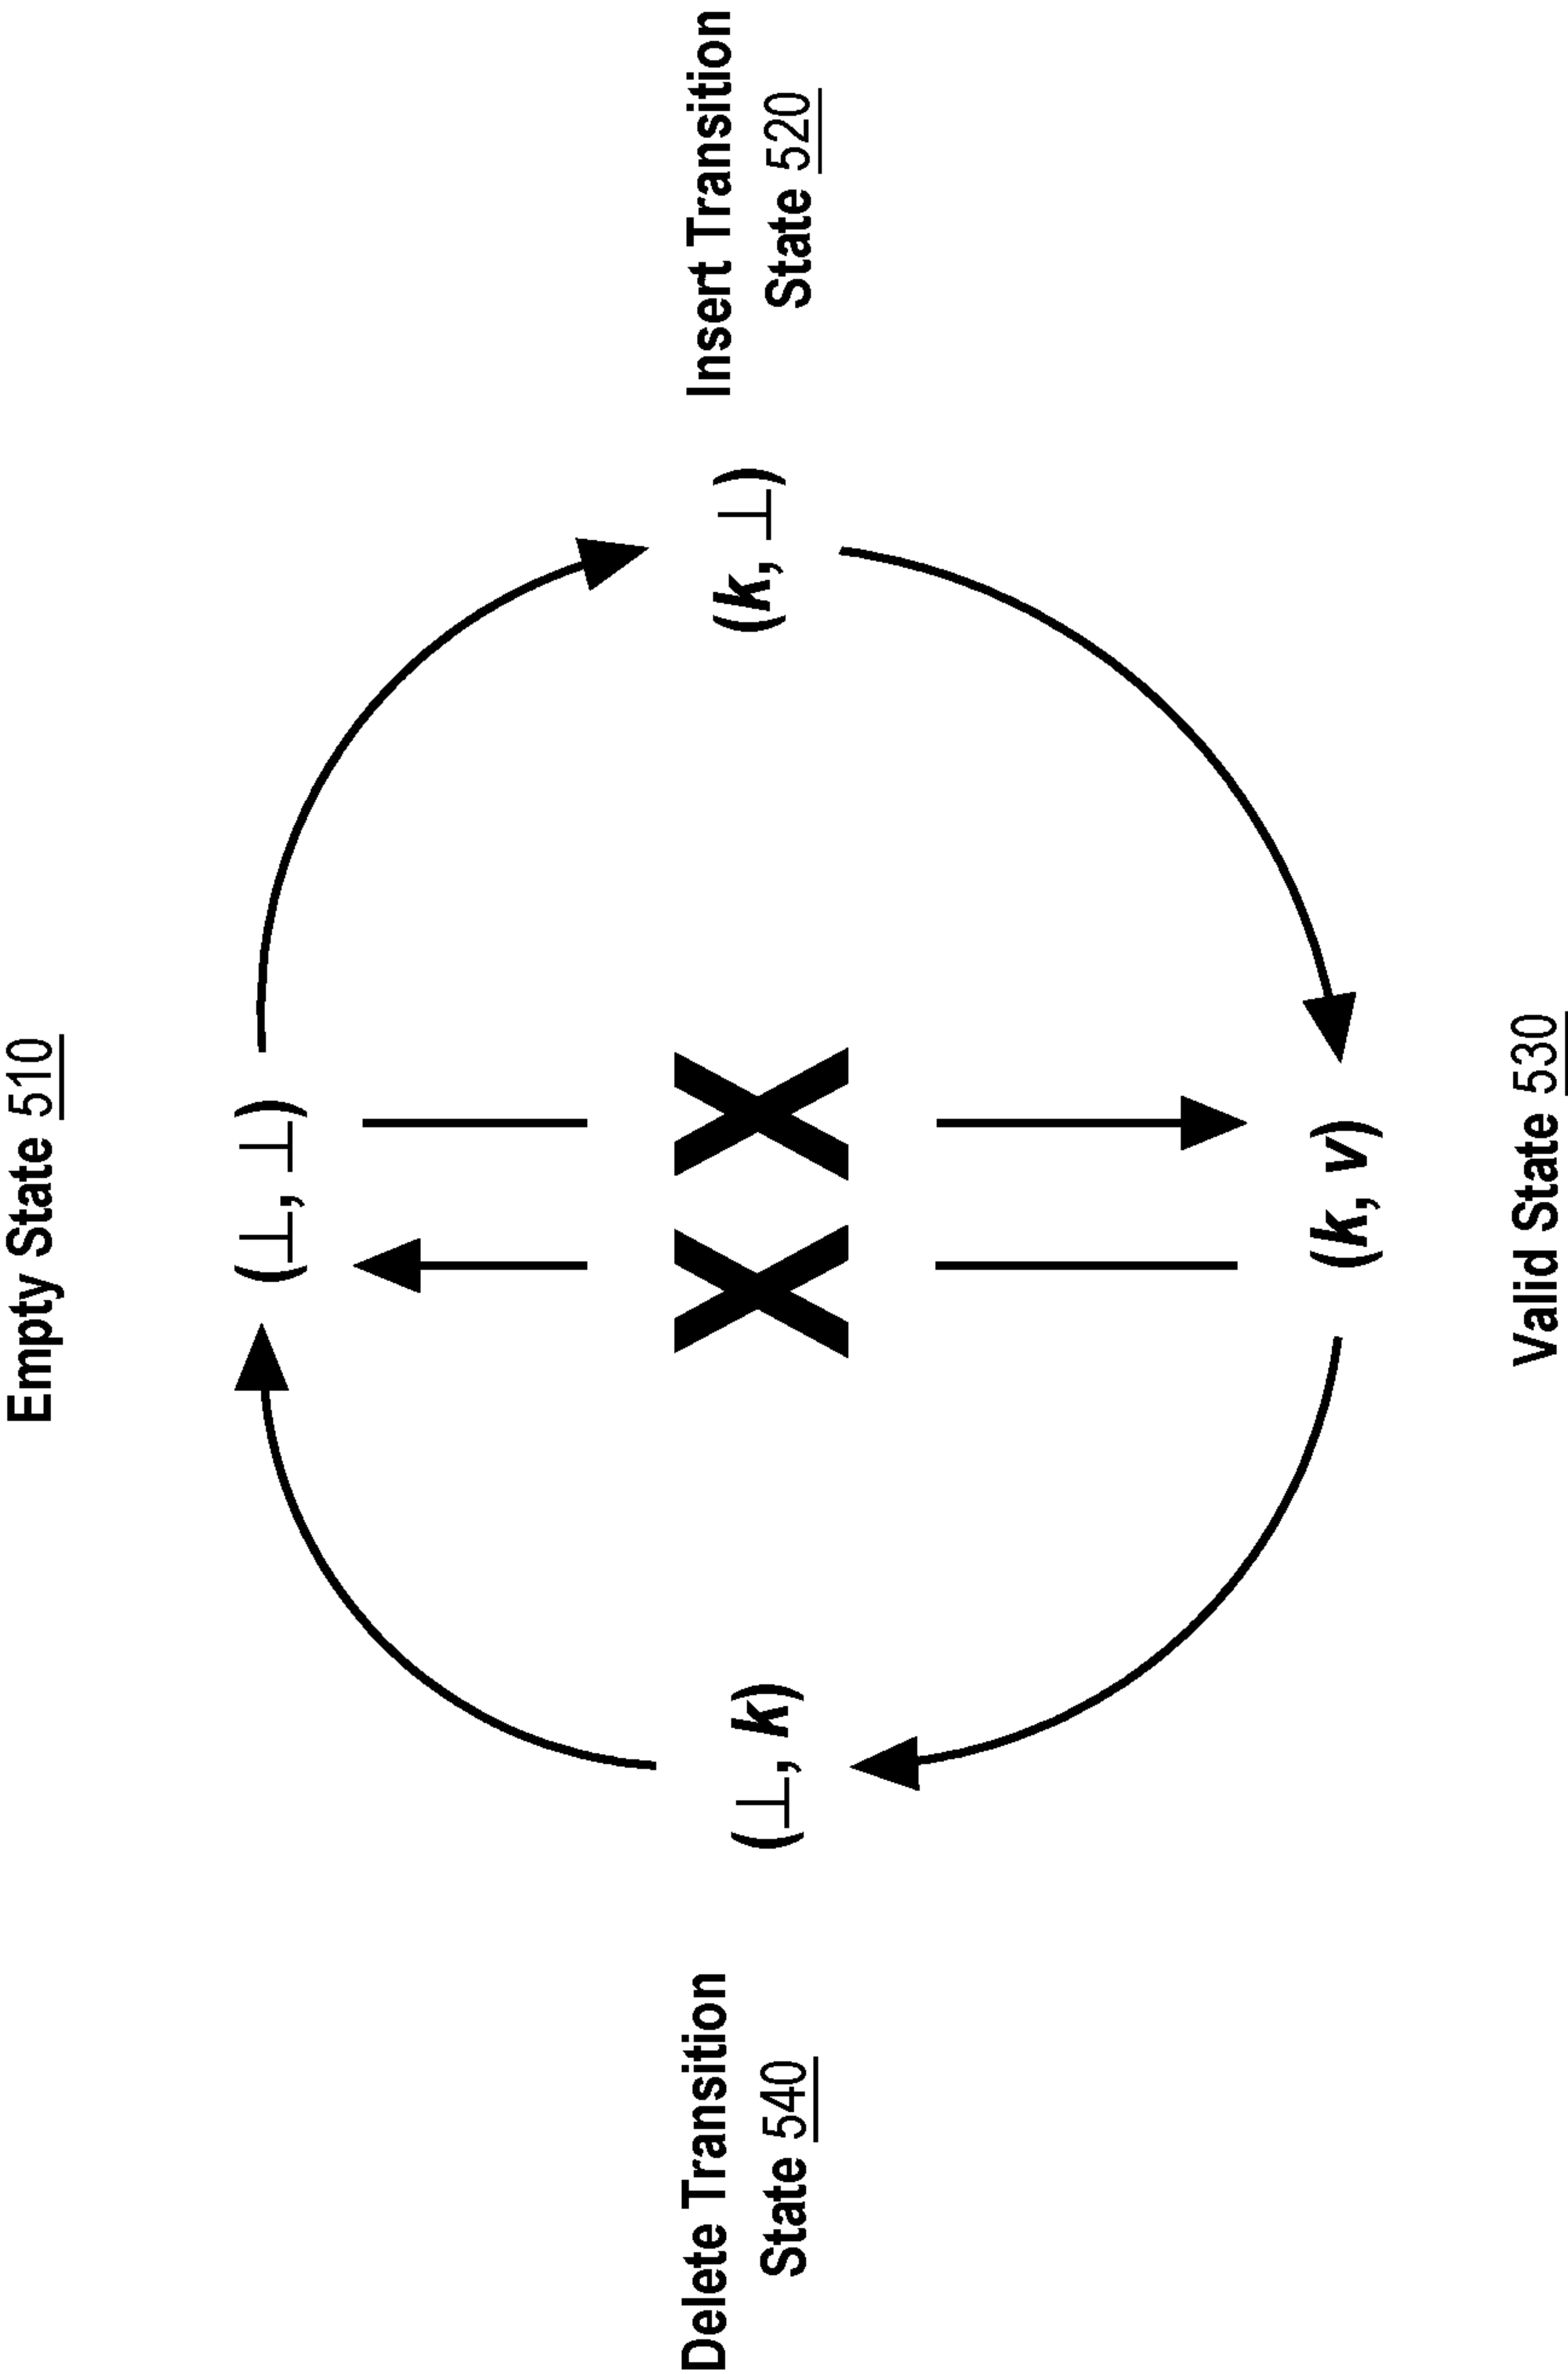 Empty State 510
(⊥, ⊥)
Delete Transition
State 540
(⊥, k)
X X
(k, ⊥)
Insert Transition
State 520
(k, v)
Valid State 530